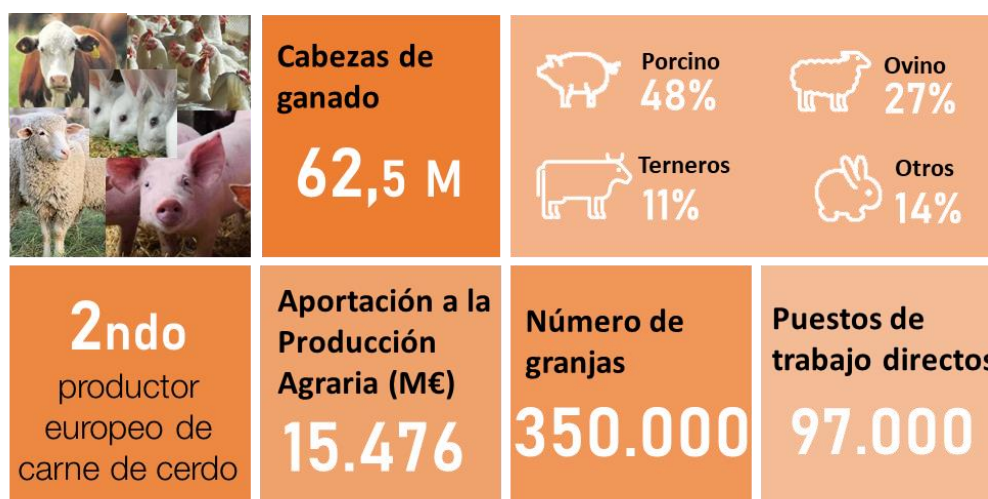 Cabezas de
ganado
62,5 M
Porcino
48%
Ovino
27%
Terneros
11%
Otros
14%
2ndo
productor
europeo de
carne de cerdo
Aportación a la
Producción
Agraria (M€)
15.476
Número de
granjas
350.000
Puestos de
trabajo directos
97.000